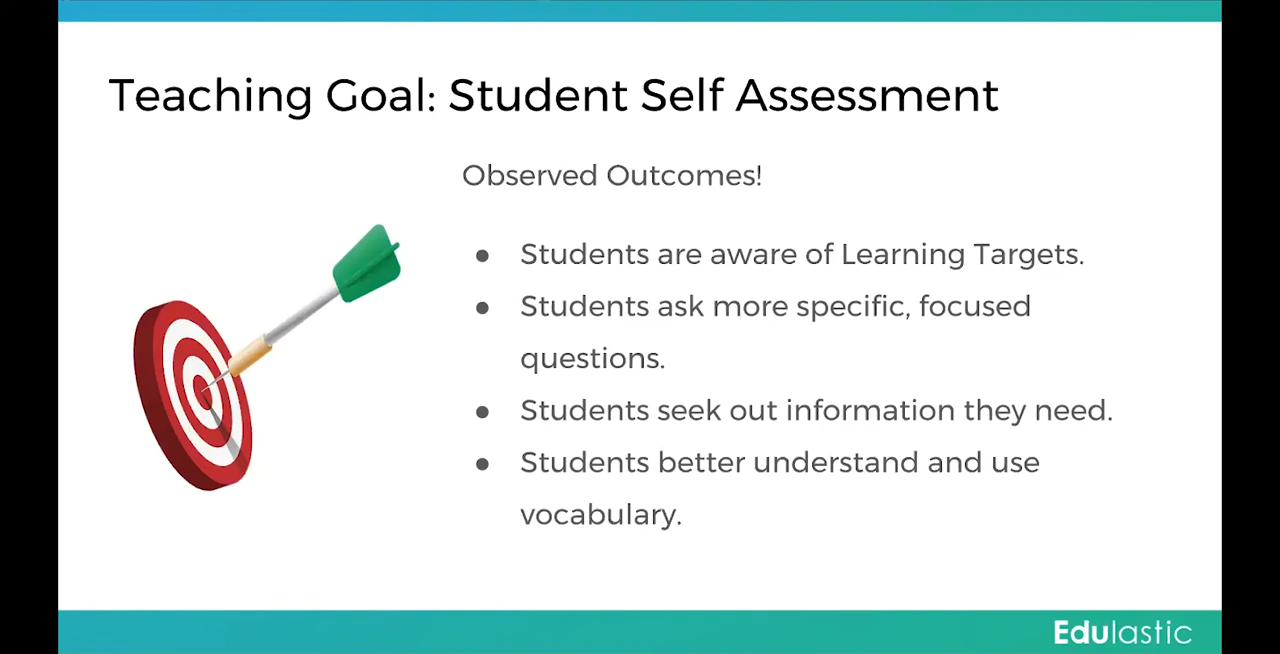 Teaching Goal: Student Self Assessment
Observed Outcomes!
● Students are aware of Learning Targets.
● Students ask more specific, focused
questions.
● Students seek out information they need.
● Students better understand and use
vocabulary.
Edulastic